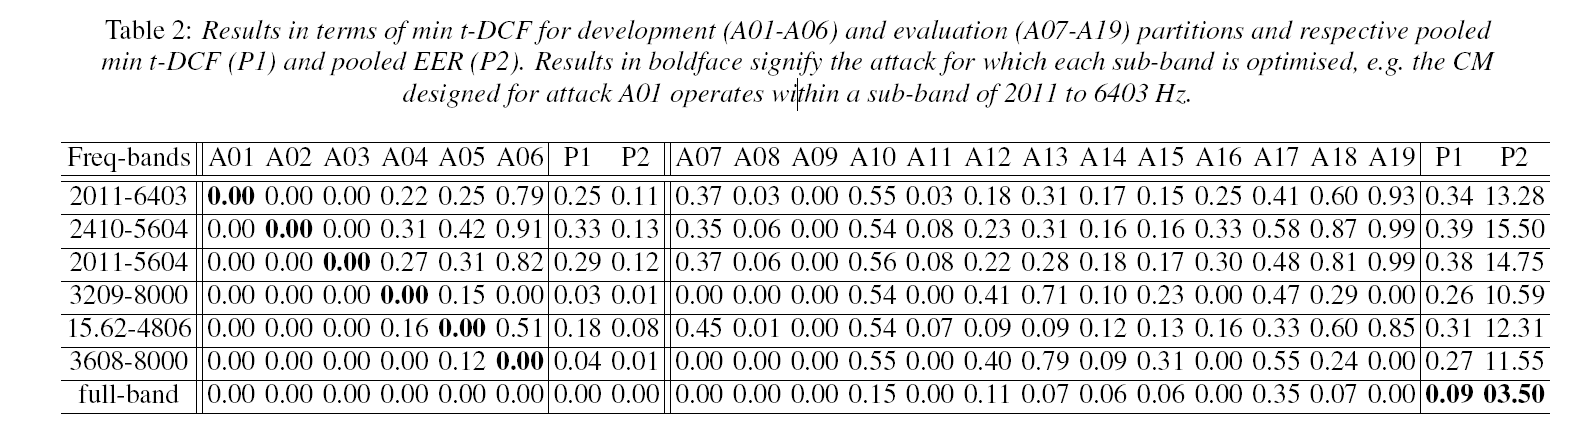 Table 2: Results in terms of min t-DCF for development (A01-A06) and evaluation (A07-A19) partitions and respective pooled
min t-DCF (P1) and pooled EER (P2). Results in boldface signify the attack for which each sub-band is optimised, e.g. the CM
designed for attack A01 operates within a sub-band of 2011 to 6403 Hz.
Freq-bands A01 A02 A03 A04 A05 A06 P1 P2 A07 A08 A09 A10 A11 A12 A13 A14 A15 A16 A17 A18 A19 P1 P2
2011-6403 0.00 0.00 0.00 0.22 0.25 0.79 0.25 0.11 0.37 0.03 0.00 0.55 0.03 0.18 0.31 0.17 0.15 0.25 0.41 0.60 0.93 0.34 13.28
2410-5604 0.00 0.00 0.00 0.31 0.42 0.91 0.33 0.13 0.35 0.06 0.00 0.54 0.08 0.23 0.31 0.16 0.16 0.33 0.58 0.87 0.99 0.39 15.50
2011-5604 0.00 0.00 0.00 0.27 0.31 0.82 0.29 0.12 0.37 0.06 0.00 0.56 0.08 0.22 0.28 0.18 0.17 0.30 0.48 0.81 0.99 0.38 14.75
3209-8000 0.00 0.00 0.00 0.00 0.15 0.00 0.03 0.01 0.00 0.00 0.00 0.54 0.00 0.41 0.71 0.10 0.23 0.00 0.47 0.29 0.00 0.26 10.59
15.62-4806 0.00 0.00 0.00 0.16 0.00 0.51 0.18 0.08 0.45 0.01 0.00 0.54 0.07 0.09 0.09 0.12 0.13 0.16 0.33 0.60 0.85 0.31 12.31
3608-8000 0.00 0.00 0.00 0.00 0.12 0.00 0.04 0.01 0.00 0.00 0.00 0.55 0.00 0.40 0.79 0.09 0.31 0.00 0.55 0.24 0.00 0.27 11.55
full-band 0.00 0.00 0.00 0.00 0.00 0.00 0.00 0.00 0.00 0.00 0.00 0.15 0.00 0.11 0.07 0.06 0.06 0.00 0.35 0.07 0.00 0.09 03.50